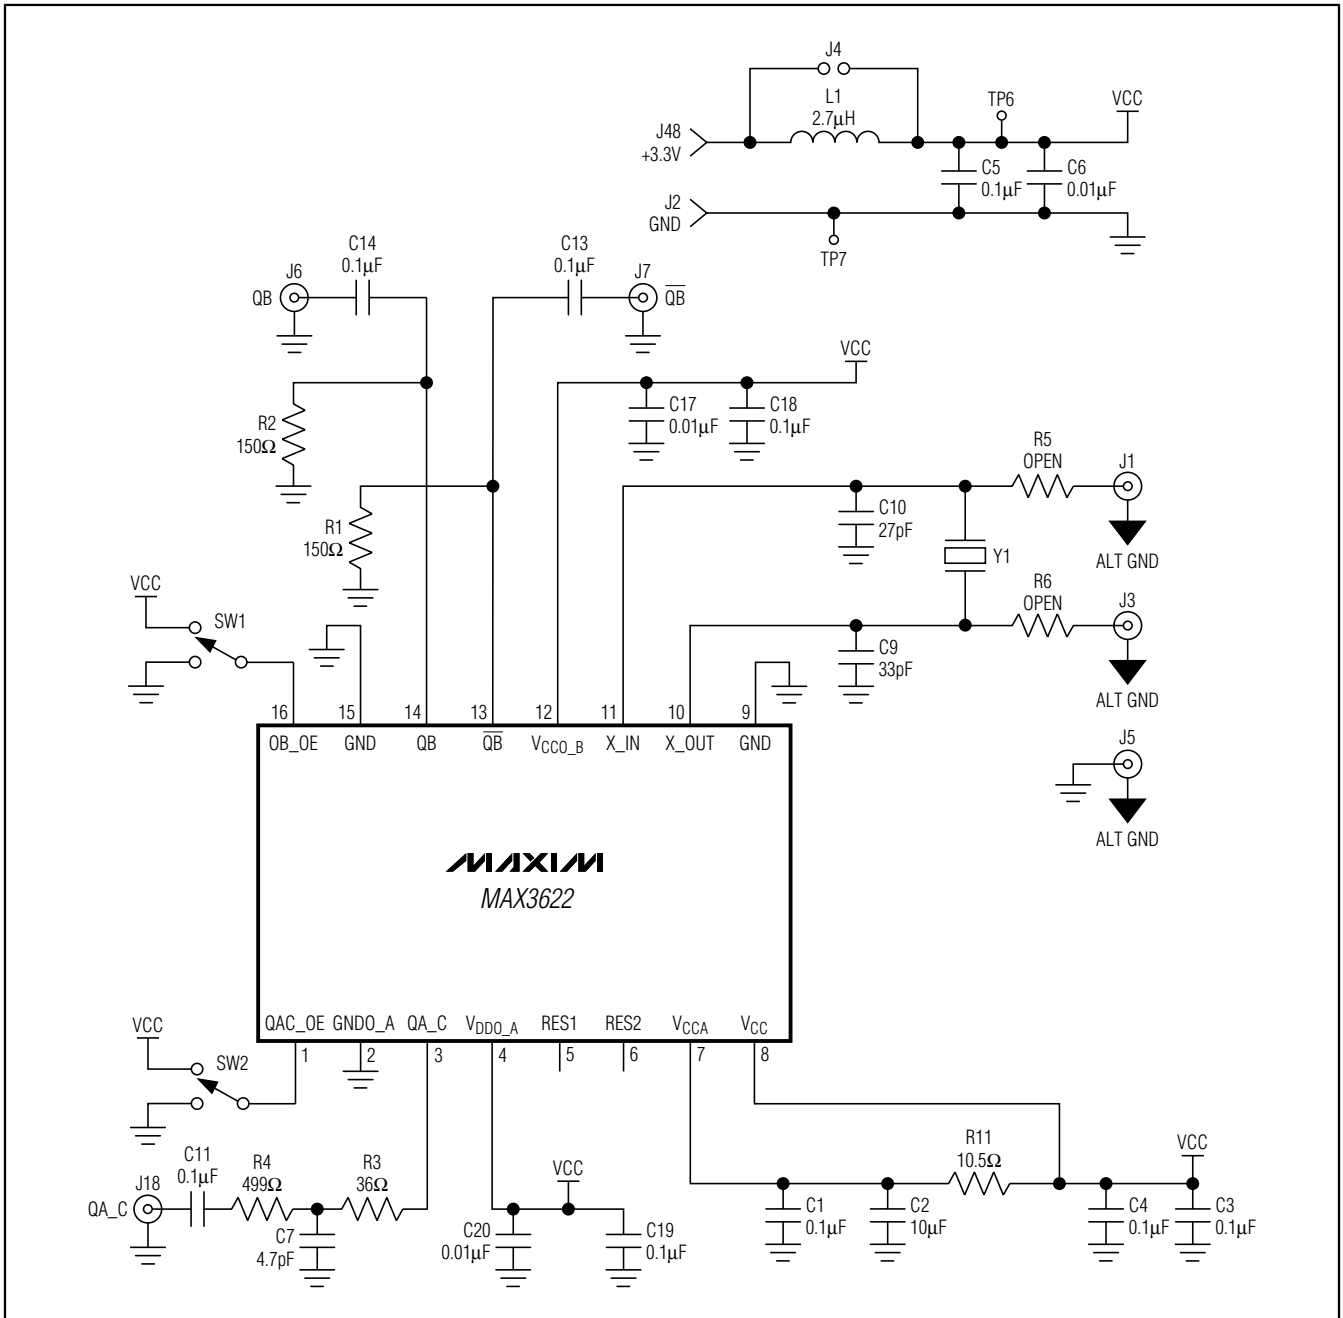 J4
L1
2.7µH
TP6
VCC
J48
+3.3V
C5
0.1µF
C6
0.01µF
J2
GND
TP7
C14
0.1µF
J6
QB
C13
0.1µF
J7
Q̅B̅
VCC
C17
0.01µF
C18
0.1µF
R2
150Ω
R5
OPEN
J1
ALT GND
R1
150Ω
C10
27pF
Y1
R6
OPEN
J3
ALT GND
VCC
SW1
C9
33pF
16 15 14 13 12 11 10 9
OB_OE GND QB Q̅B̅ VCCO_B X_IN X_OUT GND
J5
ALT GND
MAXIM
MAX3622
QAC_OE GNDO_A QA_C VDDO_A RES1 RES2 VCCA VCC
1 2 3 4 5 6 7 8
VCC
SW2
C11
0.1µF
J18
QA_C
R4
499Ω
R3
36Ω
C7
4.7pF
VCC
C20
0.01µF
C19
0.1µF
R11
10.5Ω
VCC
C1
0.1µF
C2
10µF
C4
0.1µF
C3
0.1µF